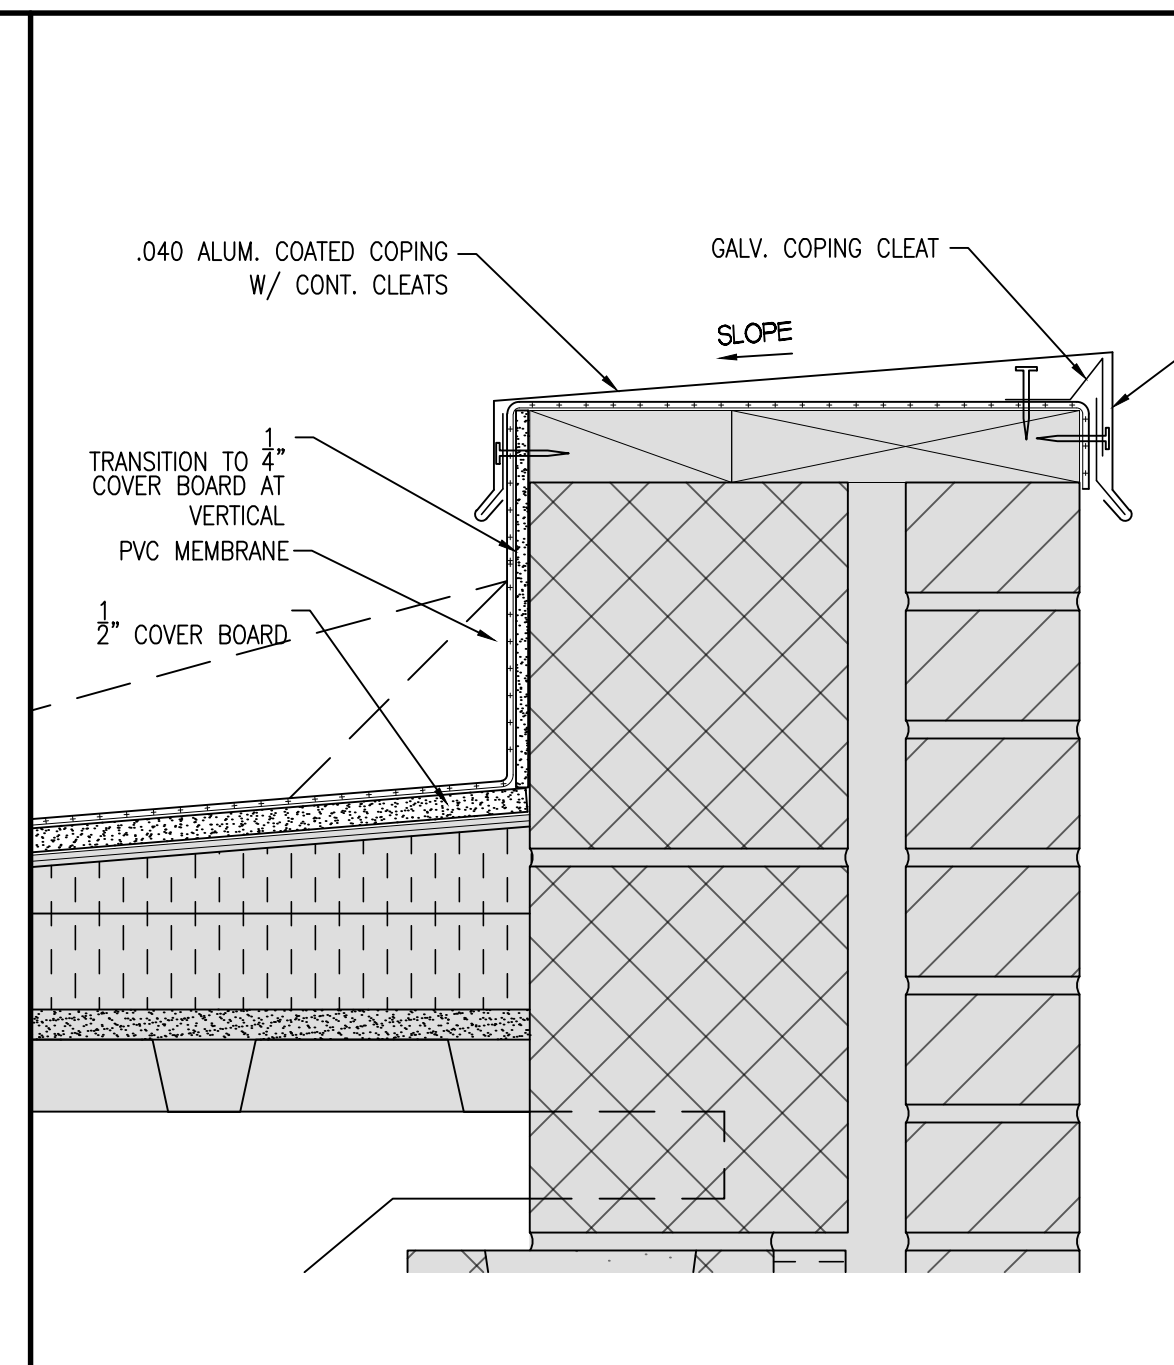 .040 ALUM. COATED COPING
W/ CONT. CLEATS
GALV. COPING CLEAT
SLOPE
TRANSITION TO 1/4"
COVER BOARD AT
VERTICAL
PVC MEMBRANE
1/2" COVER BOARD